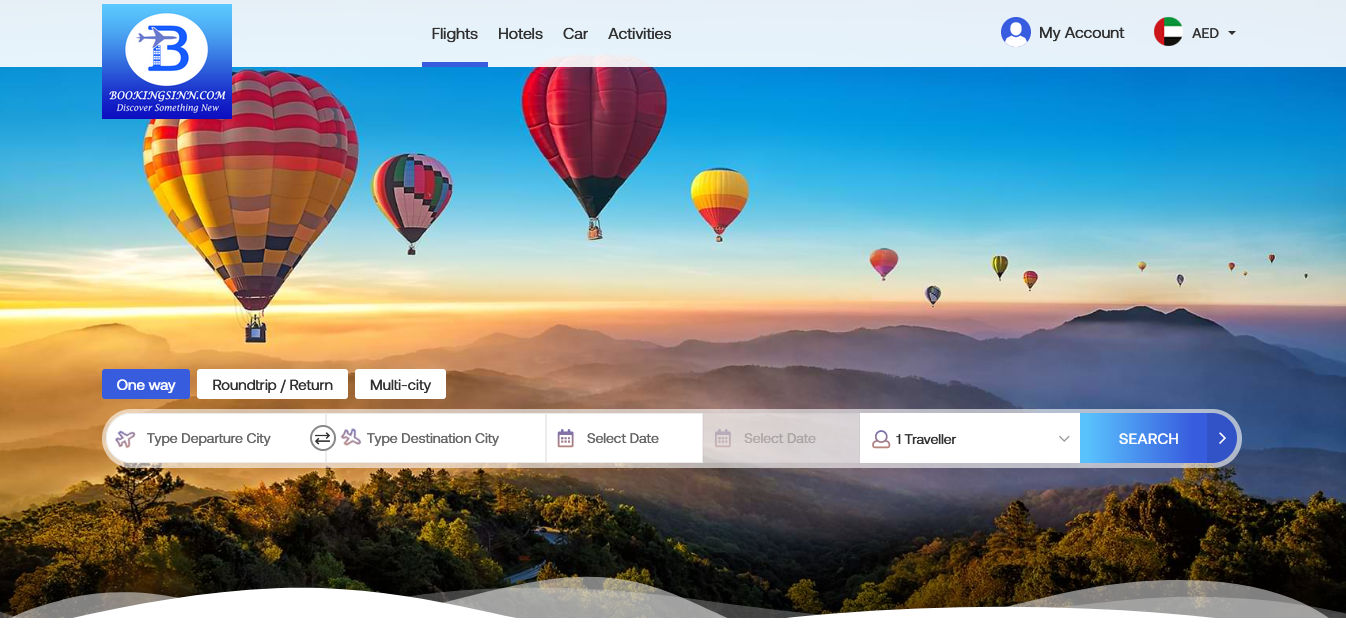 Flights Hotels Car Activities
My Account
AED
B
BOOKINGSINN.COM
Discover Something New
One way
Roundtrip / Return
Multi-city
Type Departure City
Type Destination City
Select Date
Select Date
1 Traveller
SEARCH